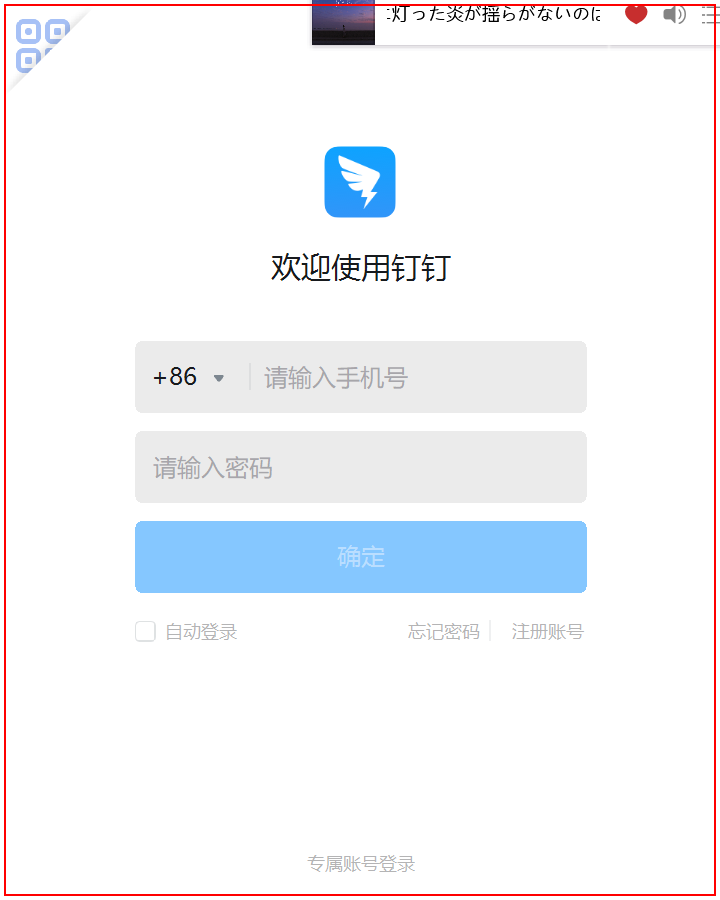 灯った炎が揺らがないのは
欢迎使用钉钉
+86 请输入手机号
请输入密码
确定
自动登录 忘记密码 注册账号
专属账号登录